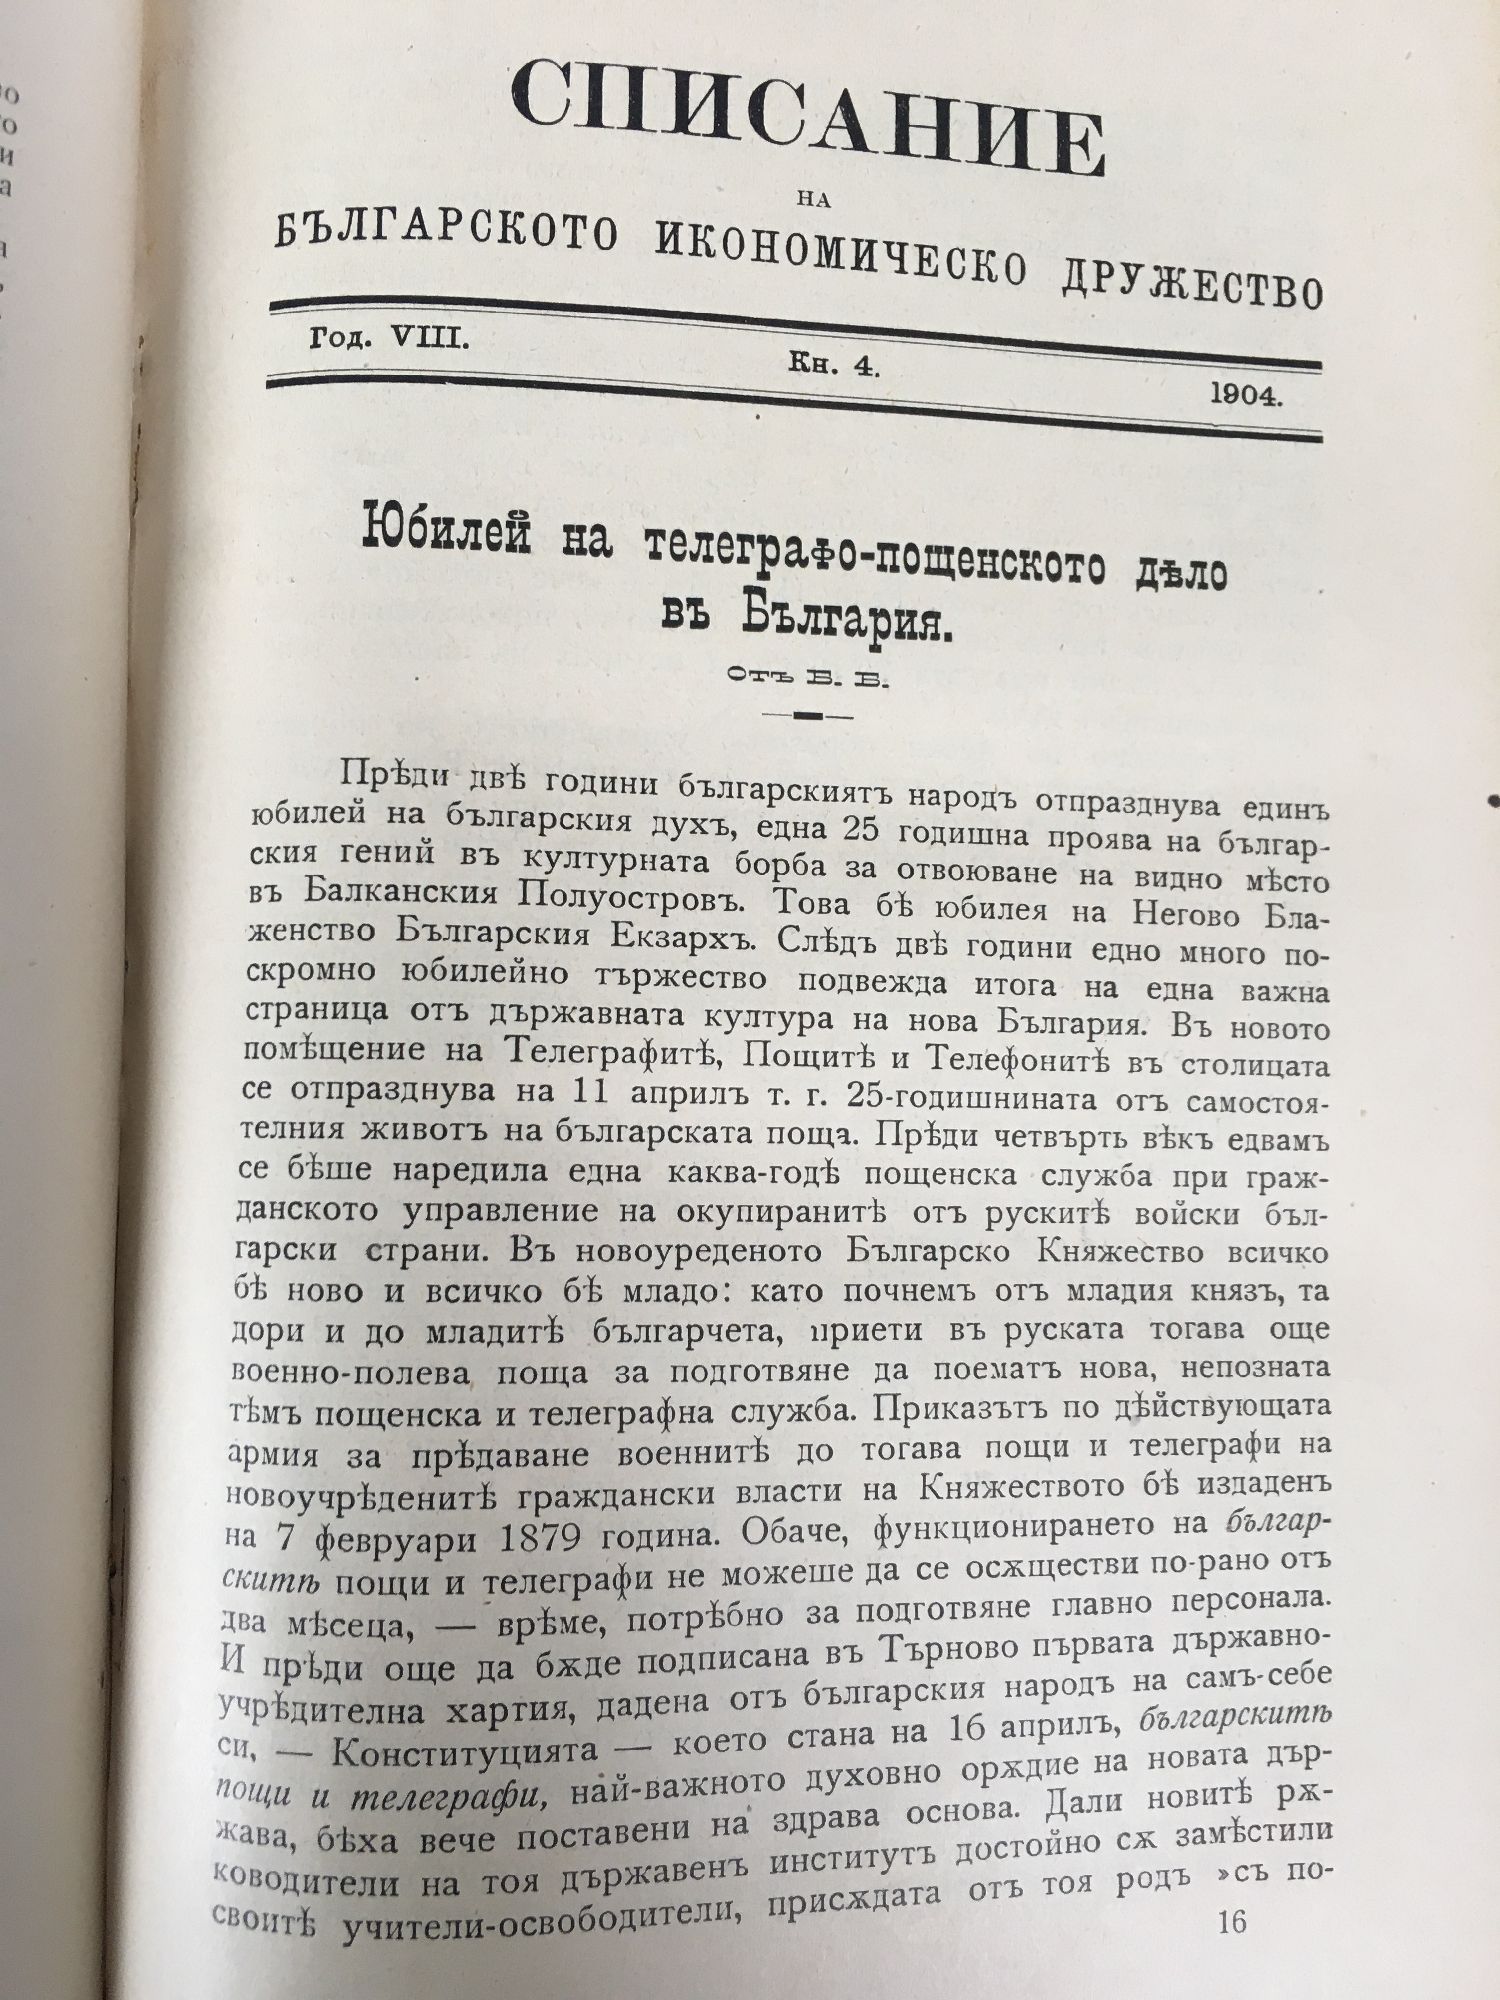 СПИСАНИЕ
НА
БЪЛГАРСКОТО ИКОНОМИЧЕСКО ДРУЖЕСТВО
Год. VIII. Кн. 4. 1904.
Юбилей на телеграфо-пощенското дѣло
въ България.
Отъ Б. Б.
Прѣди двѣ години българскиятъ народъ отпразднува единъ
юбилей на българския духъ, една 25 годишна проява на българ-
ския гений въ културната борба за отвоюване на видно мѣсто
въ Балканския Полуостровъ. Това бѣ юбилея на Негово Бла-
женство Българския Екзархъ. Слѣдъ двѣ години едно много по-
скромно юбилейно тържество подвежда итога на една важна
страница отъ държавната култура на нова България. Въ новото
помѣщение на Телеграфитѣ, Пощитѣ и Телефонитѣ въ столицата
се отпразднува на 11 априлъ т. г. 25-годишнината отъ самостоя-
телния животъ на българската поща. Прѣди четвърть вѣкъ едвамъ
се бѣше наредила една каква-годѣ пощенска служба при граж-
данското управление на окупиранитѣ отъ рускитѣ войски бъл-
гарски страни. Въ новоуреденото Българско Княжество всичко
бѣ ново и всичко бѣ младо: като почнемъ отъ младия князъ, та
дори и до младитѣ българчета, приети въ руската тогава още
военно-полева поща за подготвяне да поематъ нова, непозната
тѣмъ пощенска и телеграфна служба. Приказътъ по дѣйствующата
армия за прѣдаване военнитѣ до тогава пощи и телеграфи на
новоучрѣденитѣ граждански власти на Княжеството бѣ издаденъ
на 7 февруари 1879 година. Обаче, функционирането на българ-
скитѣ пощи и телеграфи не можеше да се осѫществи по-рано отъ
два мѣсеца, — врѣме, потрѣбно за подготвяне главно персонала.
И прѣди още да бѫде подписана въ Търново първата държавно-
учрѣдителна хартия, дадена отъ българския народъ на самъ-себе
си, — Конституцията — което стана на 16 априлъ, българскитѣ
пощи и телеграфи, най-важното духовно орѫдие на новата дър-
жава, бѣха вече поставени на здрава основа. Дали новитѣ рѫ-
ководители на тоя държавенъ институтъ достойно сѫ замѣстили
своитѣ учители-освободители, присѫдата отъ тоя родъ »съ по-
16